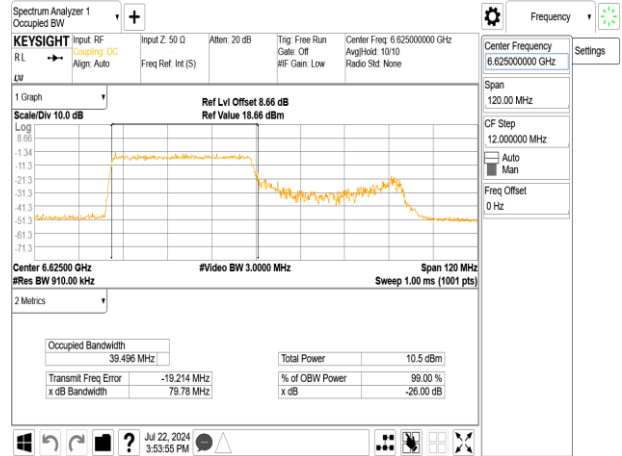 Spectrum Analyzer 1
Occupied BW
Frequency
KEYSIGHT
R L
LXI
Input: RF
Coupling: DC
Align: Auto
Input Z: 50 Ω
Freq Ref: Int (S)
Atten: 20 dB
Trig: Free Run
Gate: Off
#IF Gain: Low
Center Freq: 6.625000000 GHz
Avg|Hold: 10/10
Radio Std: None
Center Frequency
6.625000000 GHz
Settings
Span
120.00 MHz
CF Step
12.000000 MHz
Auto
Man
Freq Offset
0 Hz
1 Graph
Scale/Div 10.0 dB
Ref Lvl Offset 8.66 dB
Ref Value 18.66 dBm
Log
8.66
-1.34
-11.3
-21.3
-31.3
-41.3
-51.3
-61.3
-71.3
Center 6.62500 GHz
#Res BW 910.00 kHz
#Video BW 3.0000 MHz
Span 120 MHz
Sweep 1.00 ms (1001 pts)
2 Metrics
Occupied Bandwidth
39.496 MHz
Total Power 10.5 dBm
Transmit Freq Error -19.214 MHz
% of OBW Power 99.00 %
x dB Bandwidth 79.78 MHz
x dB -26.00 dB
?
Jul 22, 2024
3:53:55 PM